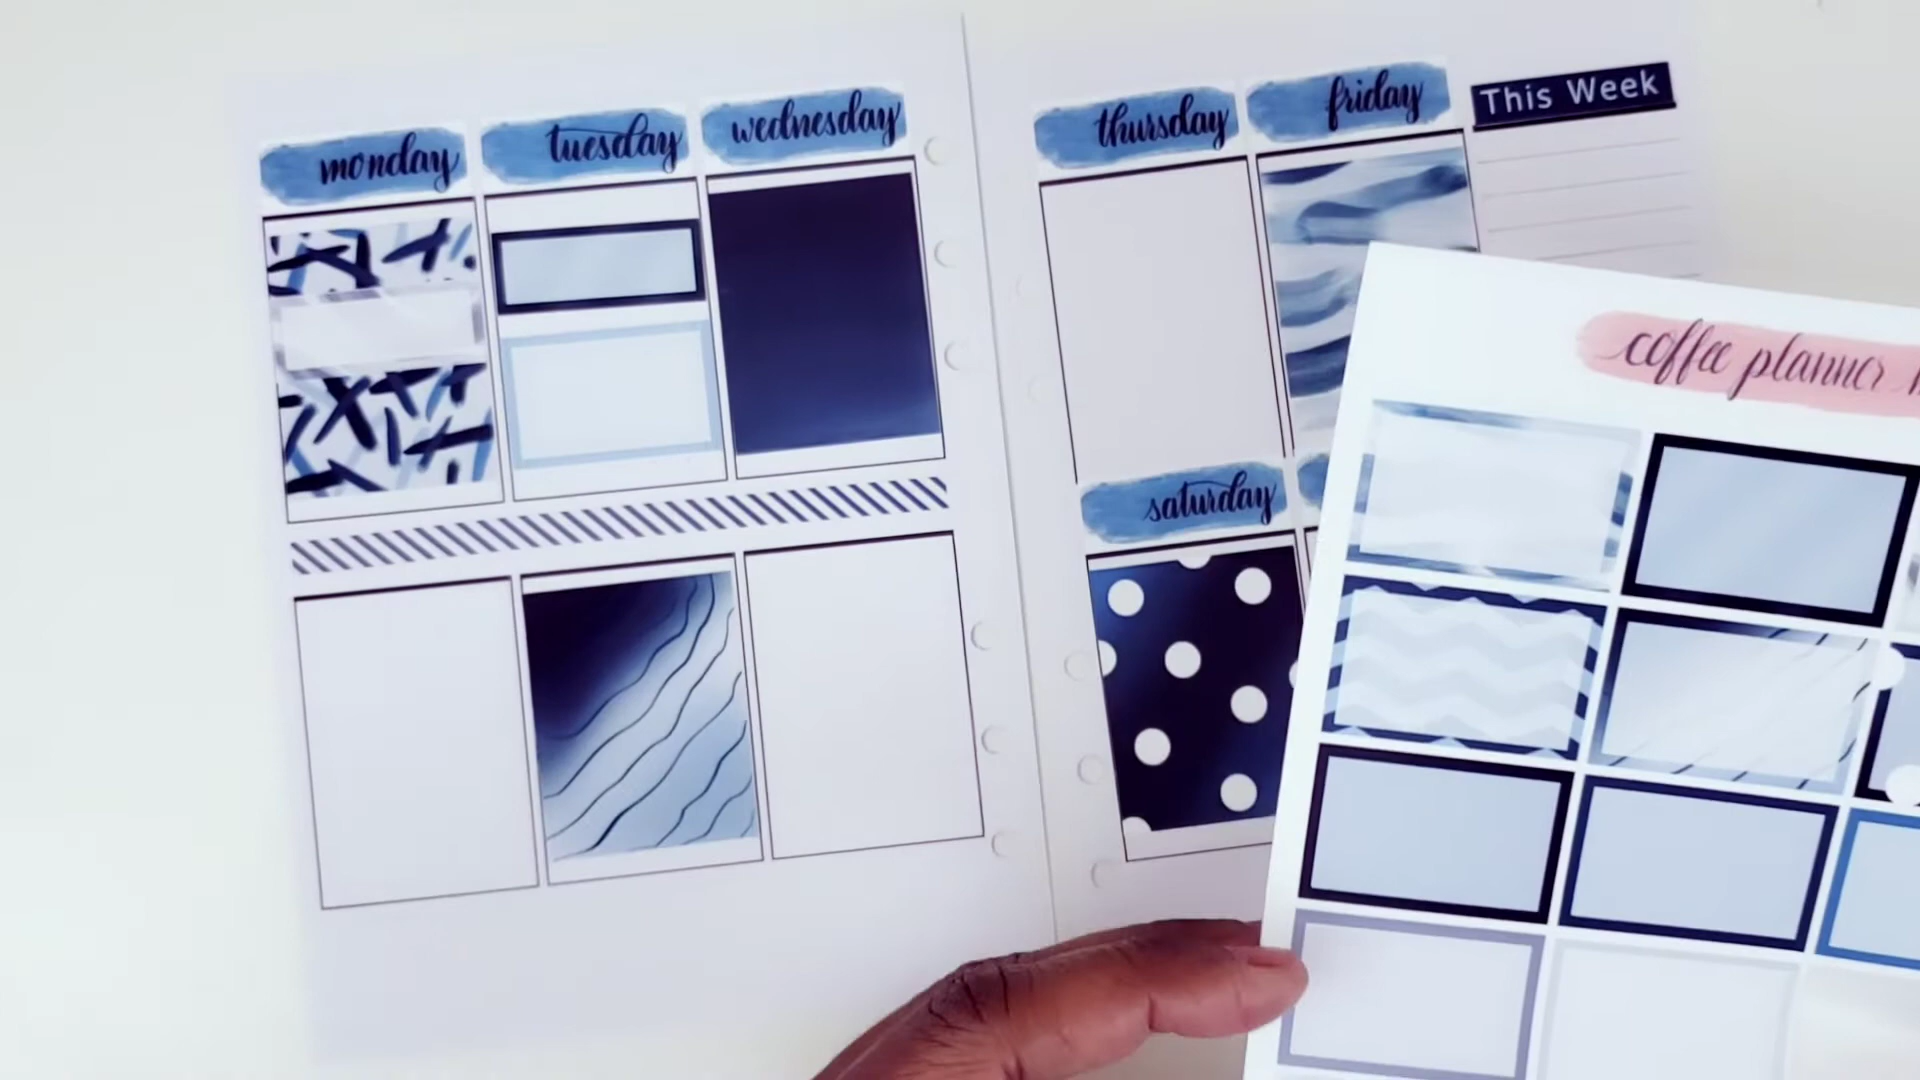 monday
tuesday
wednesday
thursday
friday
This Week
saturday
coffee planner